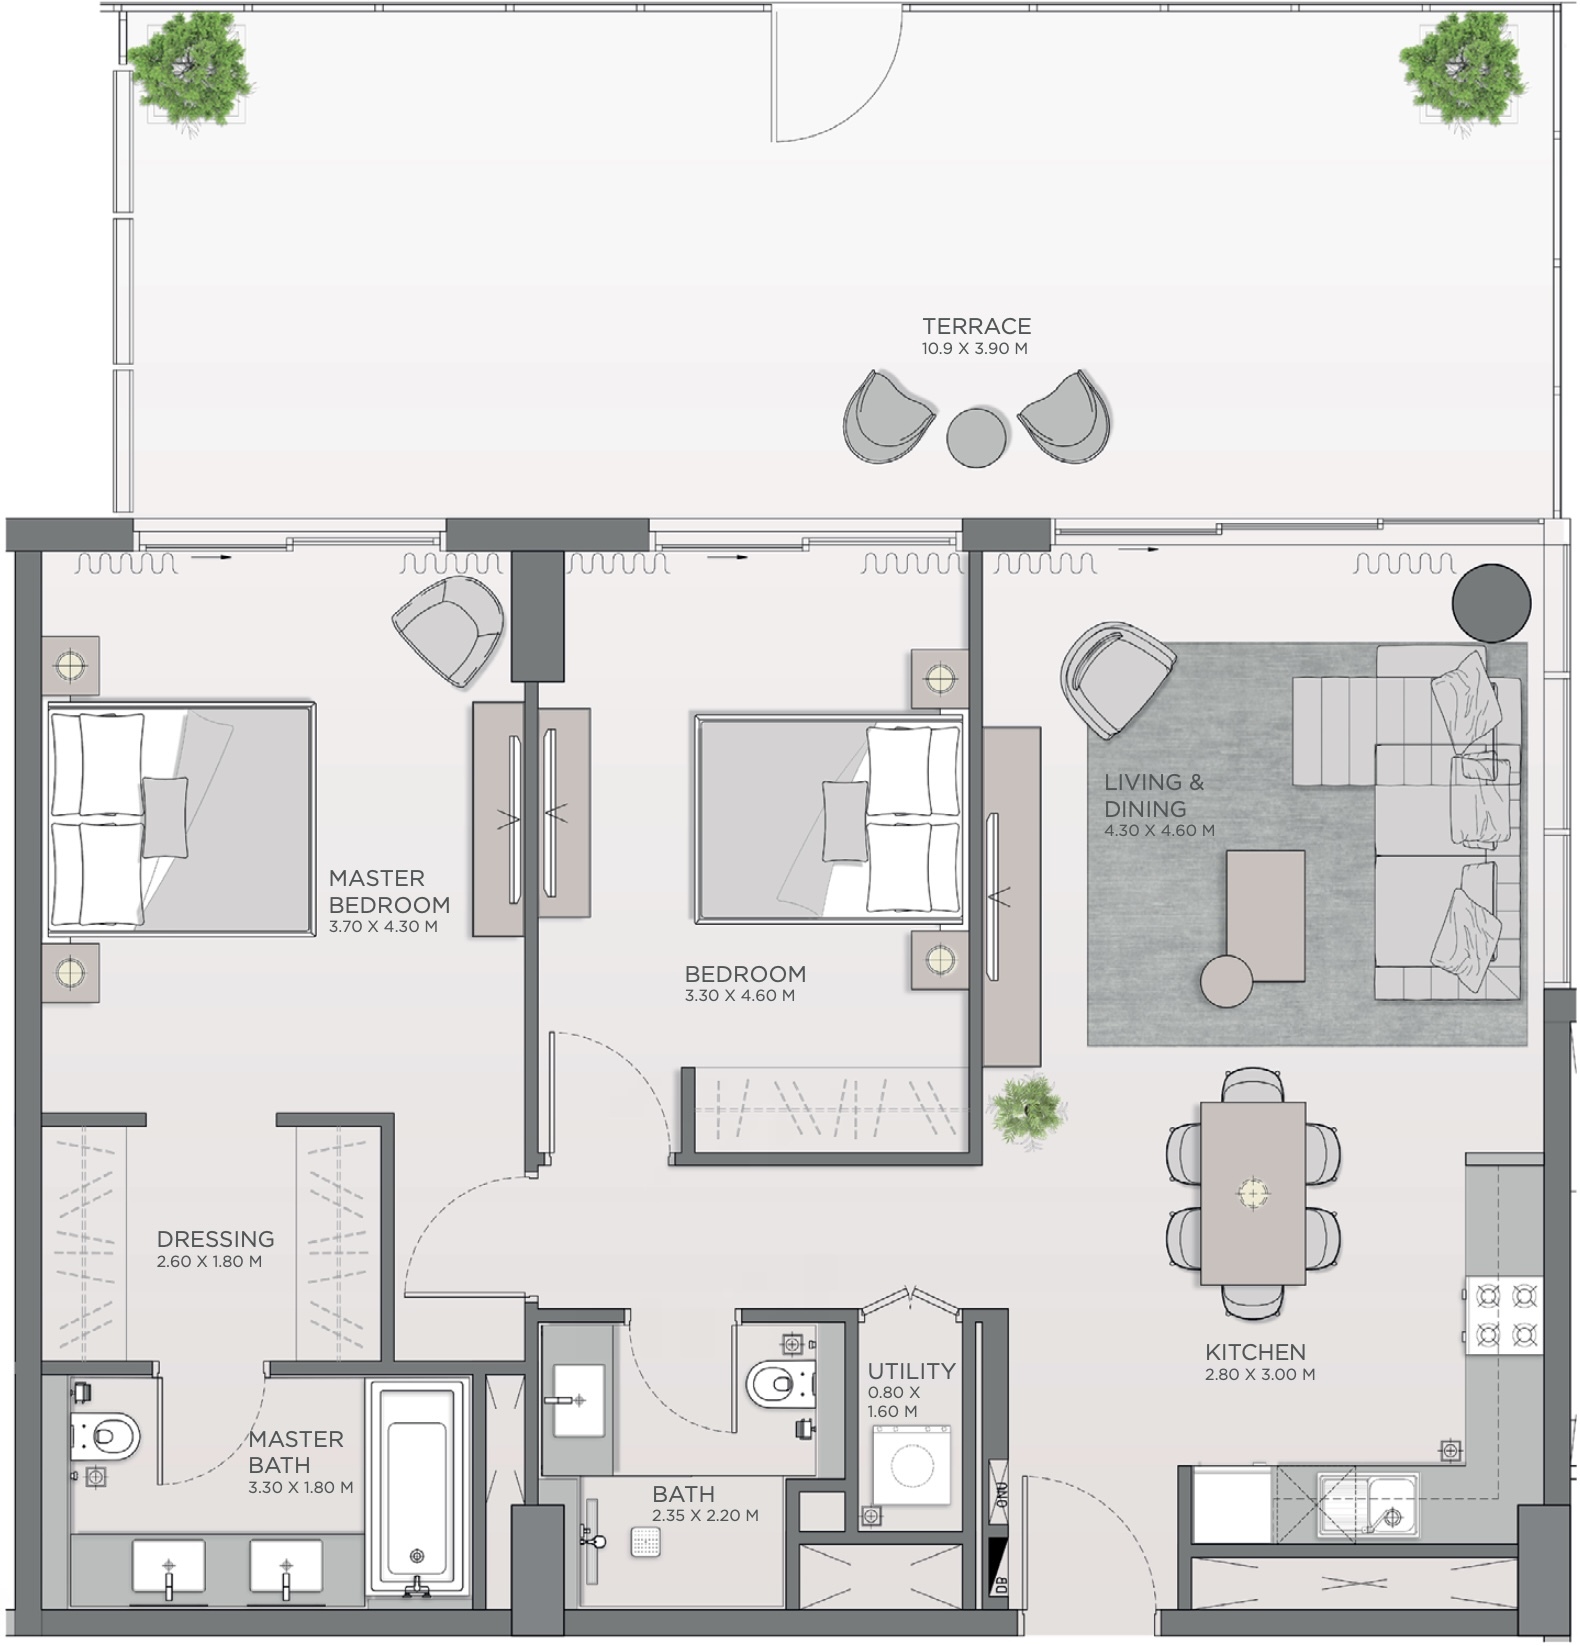 TERRACE
10.9 X 3.90 M
LIVING &
DINING
4.30 X 4.60 M
MASTER
BEDROOM
3.70 X 4.30 M
BEDROOM
3.30 X 4.60 M
DRESSING
2.60 X 1.80 M
KITCHEN
2.80 X 3.00 M
UTILITY
0.80 X
1.60 M
MASTER
BATH
3.30 X 1.80 M
BATH
2.35 X 2.20 M
ONU
DB